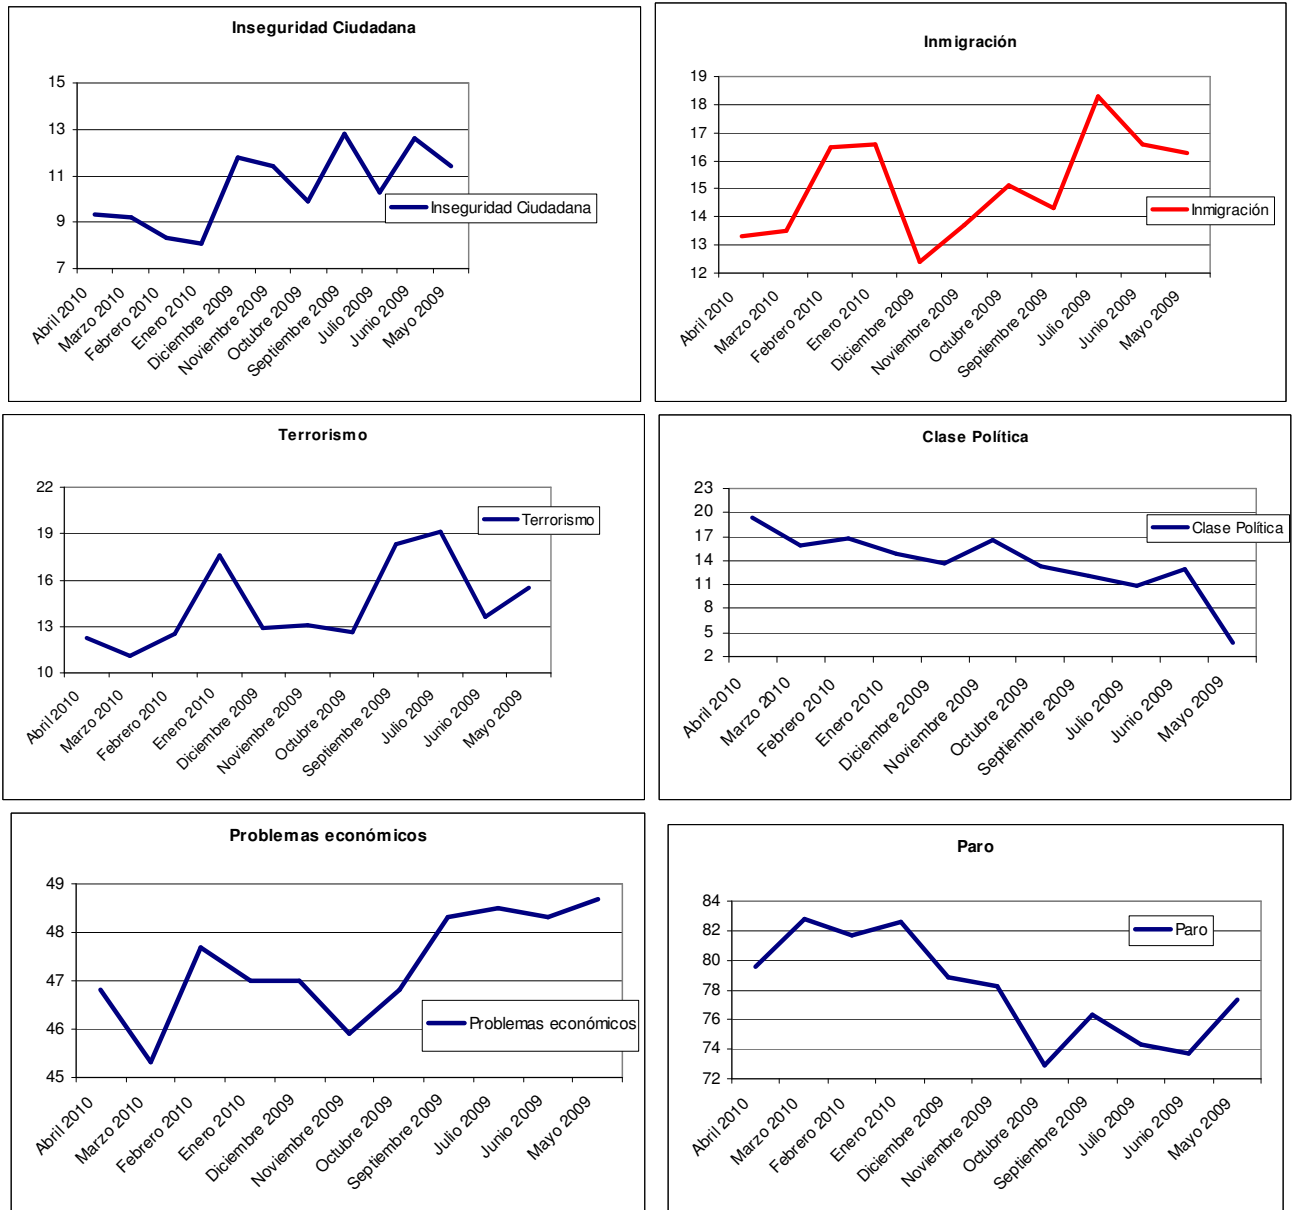 Inseguridad Ciudadana
15
13
11
9
7
Inseguridad Ciudadana
Abril 2010
Marzo 2010
Febrero 2010
Enero 2010
Diciembre 2009
Noviembre 2009
Octubre 2009
Septiembre 2009
Julio 2009
Junio 2009
Mayo 2009
Inmigración
19
18
17
16
15
14
13
12
Inmigración
Abril 2010
Marzo 2010
Febrero 2010
Enero 2010
Diciembre 2009
Noviembre 2009
Octubre 2009
Septiembre 2009
Julio 2009
Junio 2009
Mayo 2009
Terrorismo
22
19
16
13
10
Terrorismo
Abril 2010
Marzo 2010
Febrero 2010
Enero 2010
Diciembre 2009
Noviembre 2009
Octubre 2009
Septiembre 2009
Julio 2009
Junio 2009
Mayo 2009
Clase Política
23
20
17
14
11
8
5
2
Clase Política
Abril 2010
Marzo 2010
Febrero 2010
Enero 2010
Diciembre 2009
Noviembre 2009
Octubre 2009
Septiembre 2009
Julio 2009
Junio 2009
Mayo 2009
Problemas económicos
49
48
47
46
45
Problemas económicos
Abril 2010
Marzo 2010
Febrero 2010
Enero 2010
Diciembre 2009
Noviembre 2009
Octubre 2009
Septiembre 2009
Julio 2009
Junio 2009
Mayo 2009
Paro
84
82
80
78
76
74
72
Paro
Abril 2010
Marzo 2010
Febrero 2010
Enero 2010
Diciembre 2009
Noviembre 2009
Octubre 2009
Septiembre 2009
Julio 2009
Junio 2009
Mayo 2009